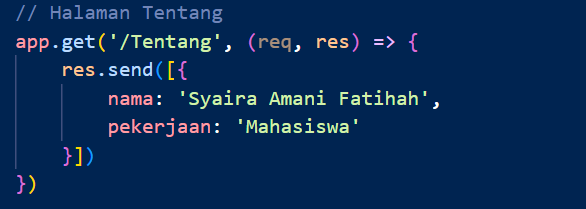 // Halaman Tentang
app.get('/Tentang', (req, res) => {
    res.send([{
        nama: 'Syaira Amani Fatihah',
        pekerjaan: 'Mahasiswa'
    }])
})